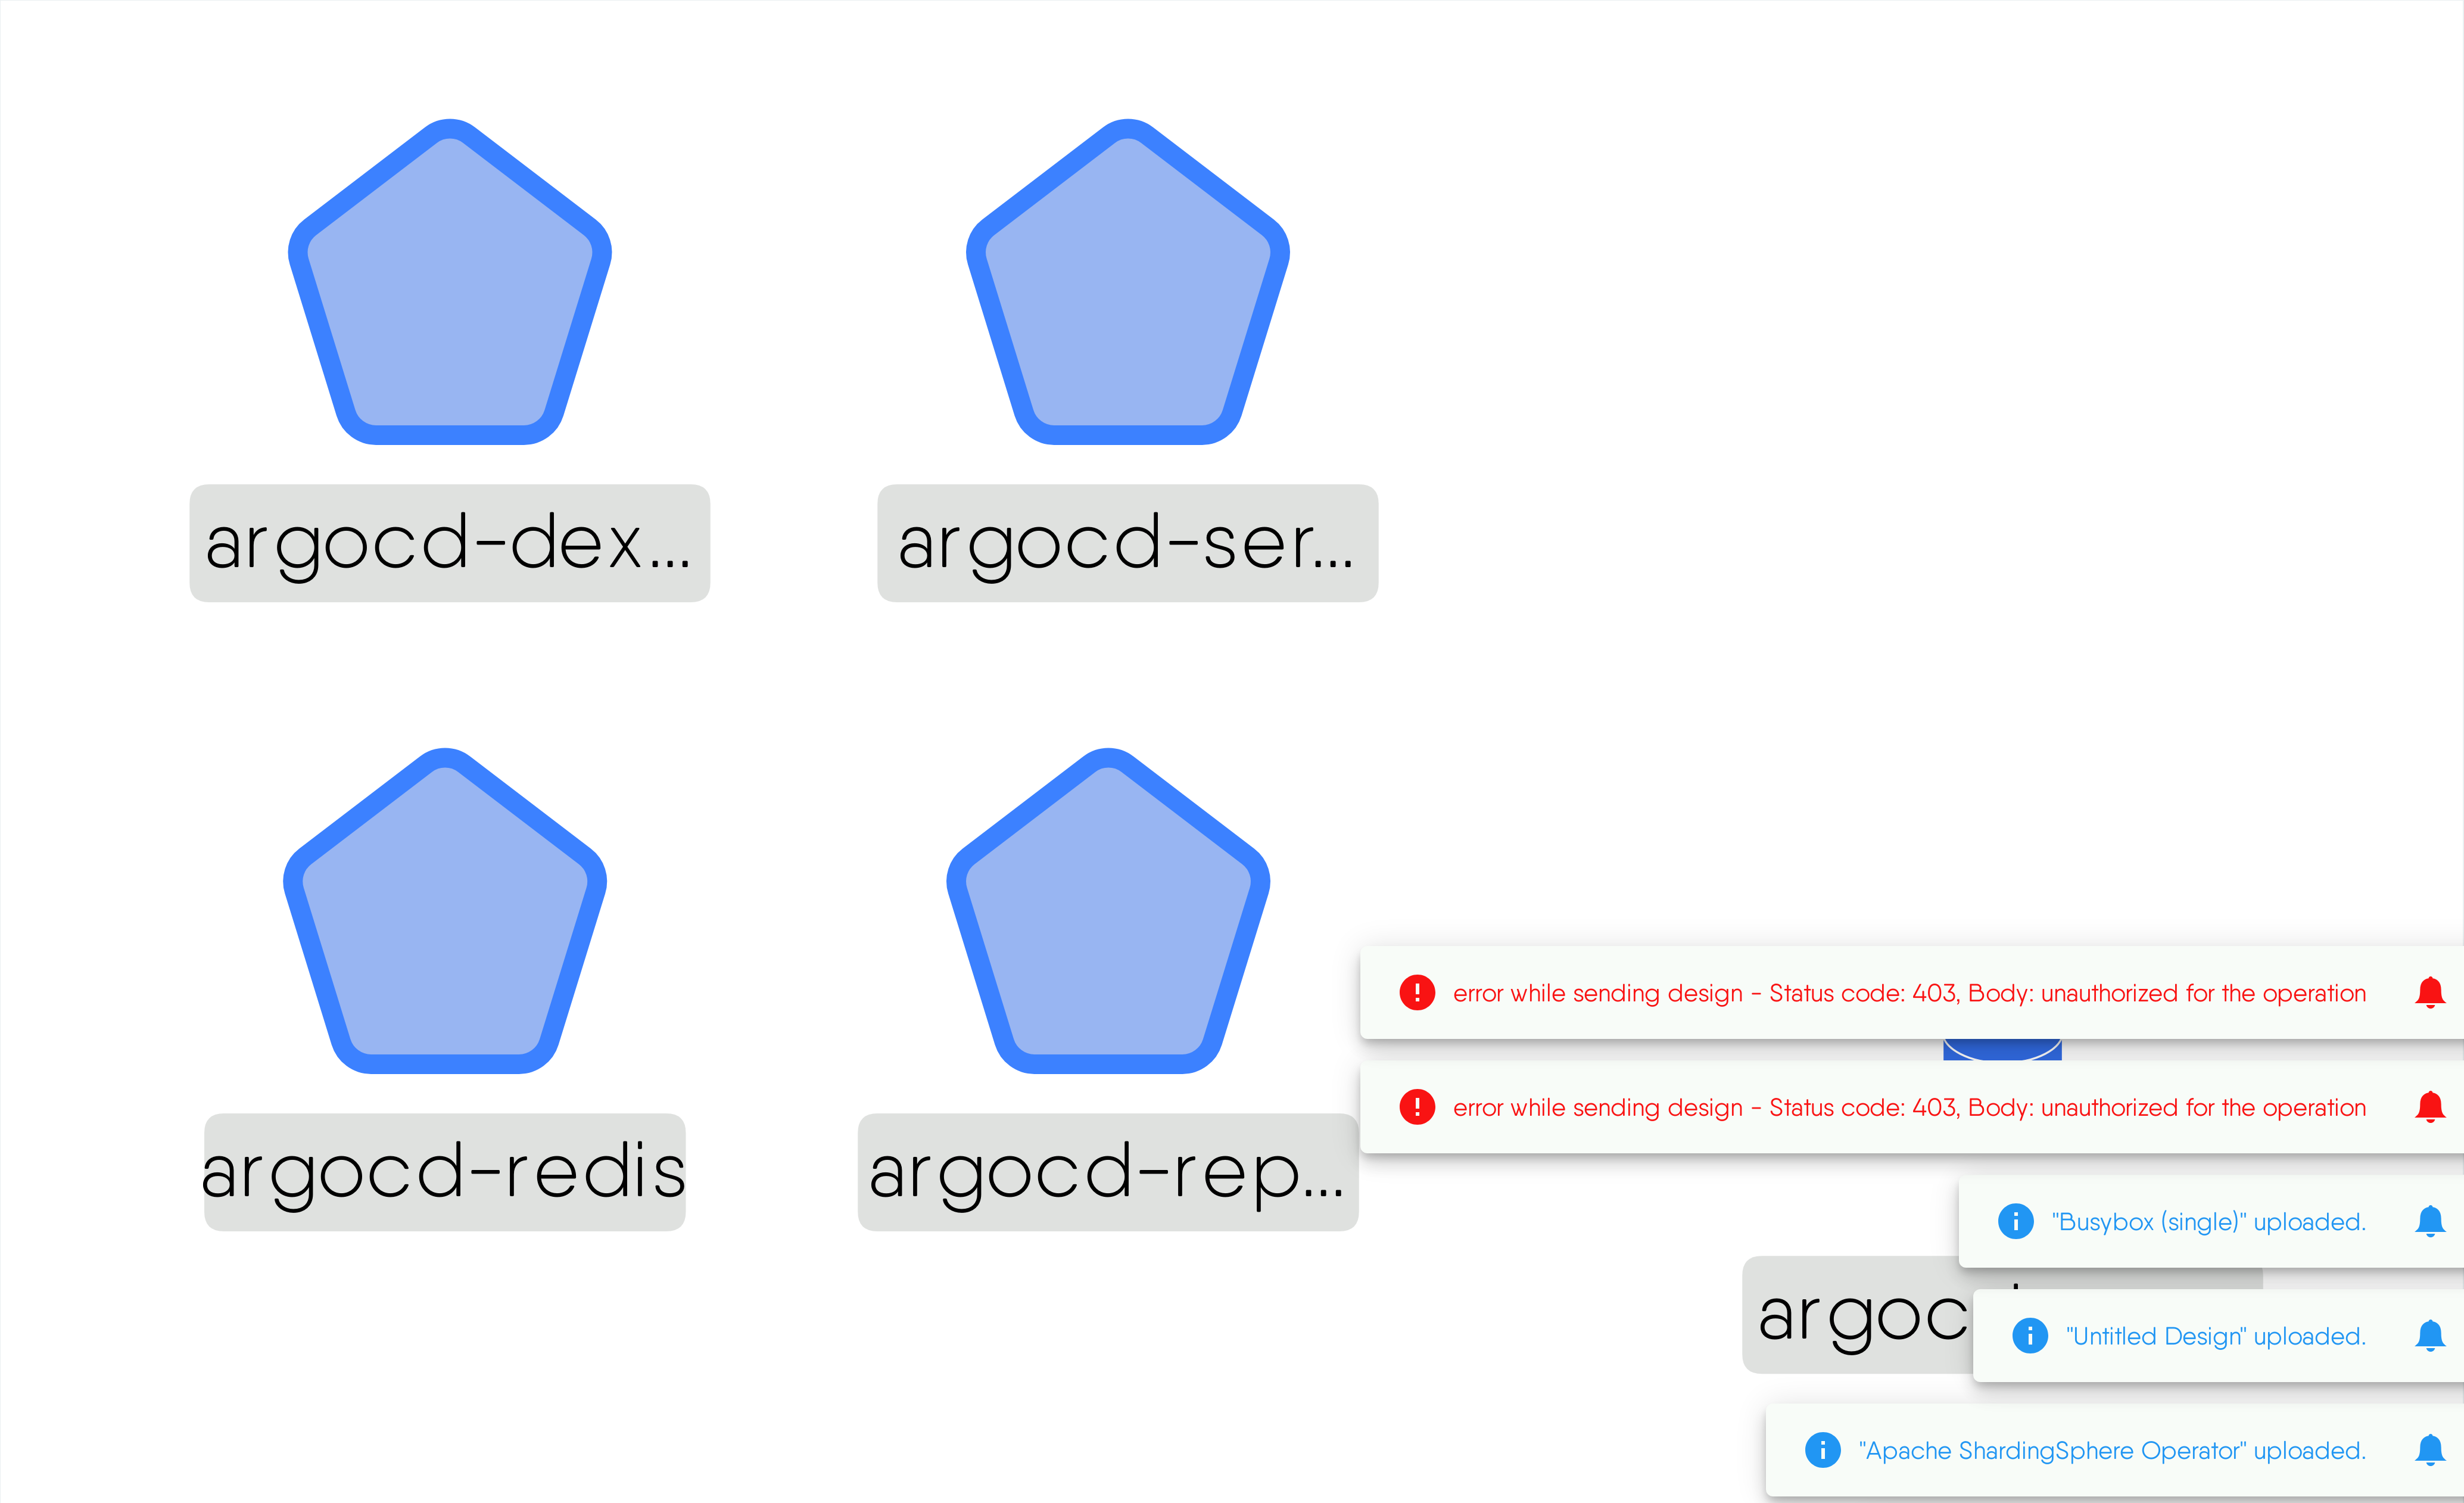 argocd-dex...
argocd-ser...
argocd-redis
argocd-rep...
error while sending design - Status code: 403, Body: unauthorized for the operation
error while sending design - Status code: 403, Body: unauthorized for the operation
"Busybox (single)" uploaded.
argoc
"Untitled Design" uploaded.
"Apache ShardingSphere Operator" uploaded.